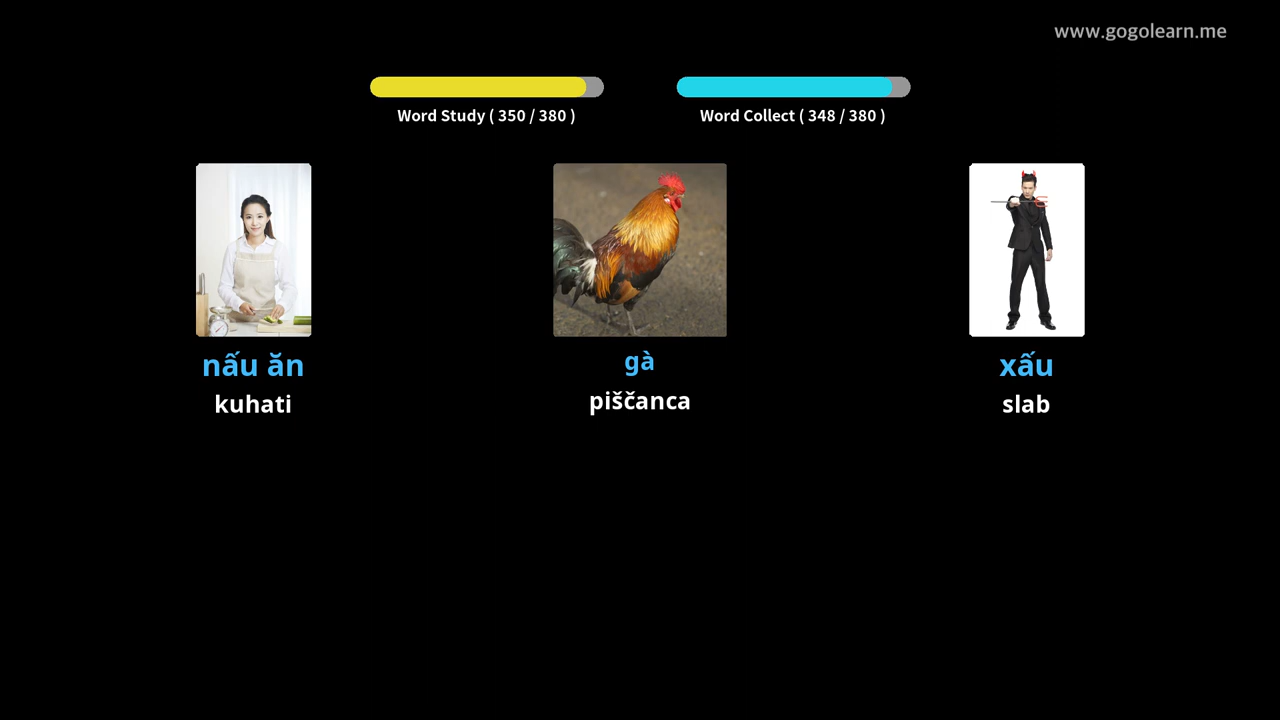 www.gogolearn.me
Word Study ( 350 / 380 )
Word Collect ( 348 / 380 )
nấu ăn
kuhati
gà
piščanca
xấu
slab